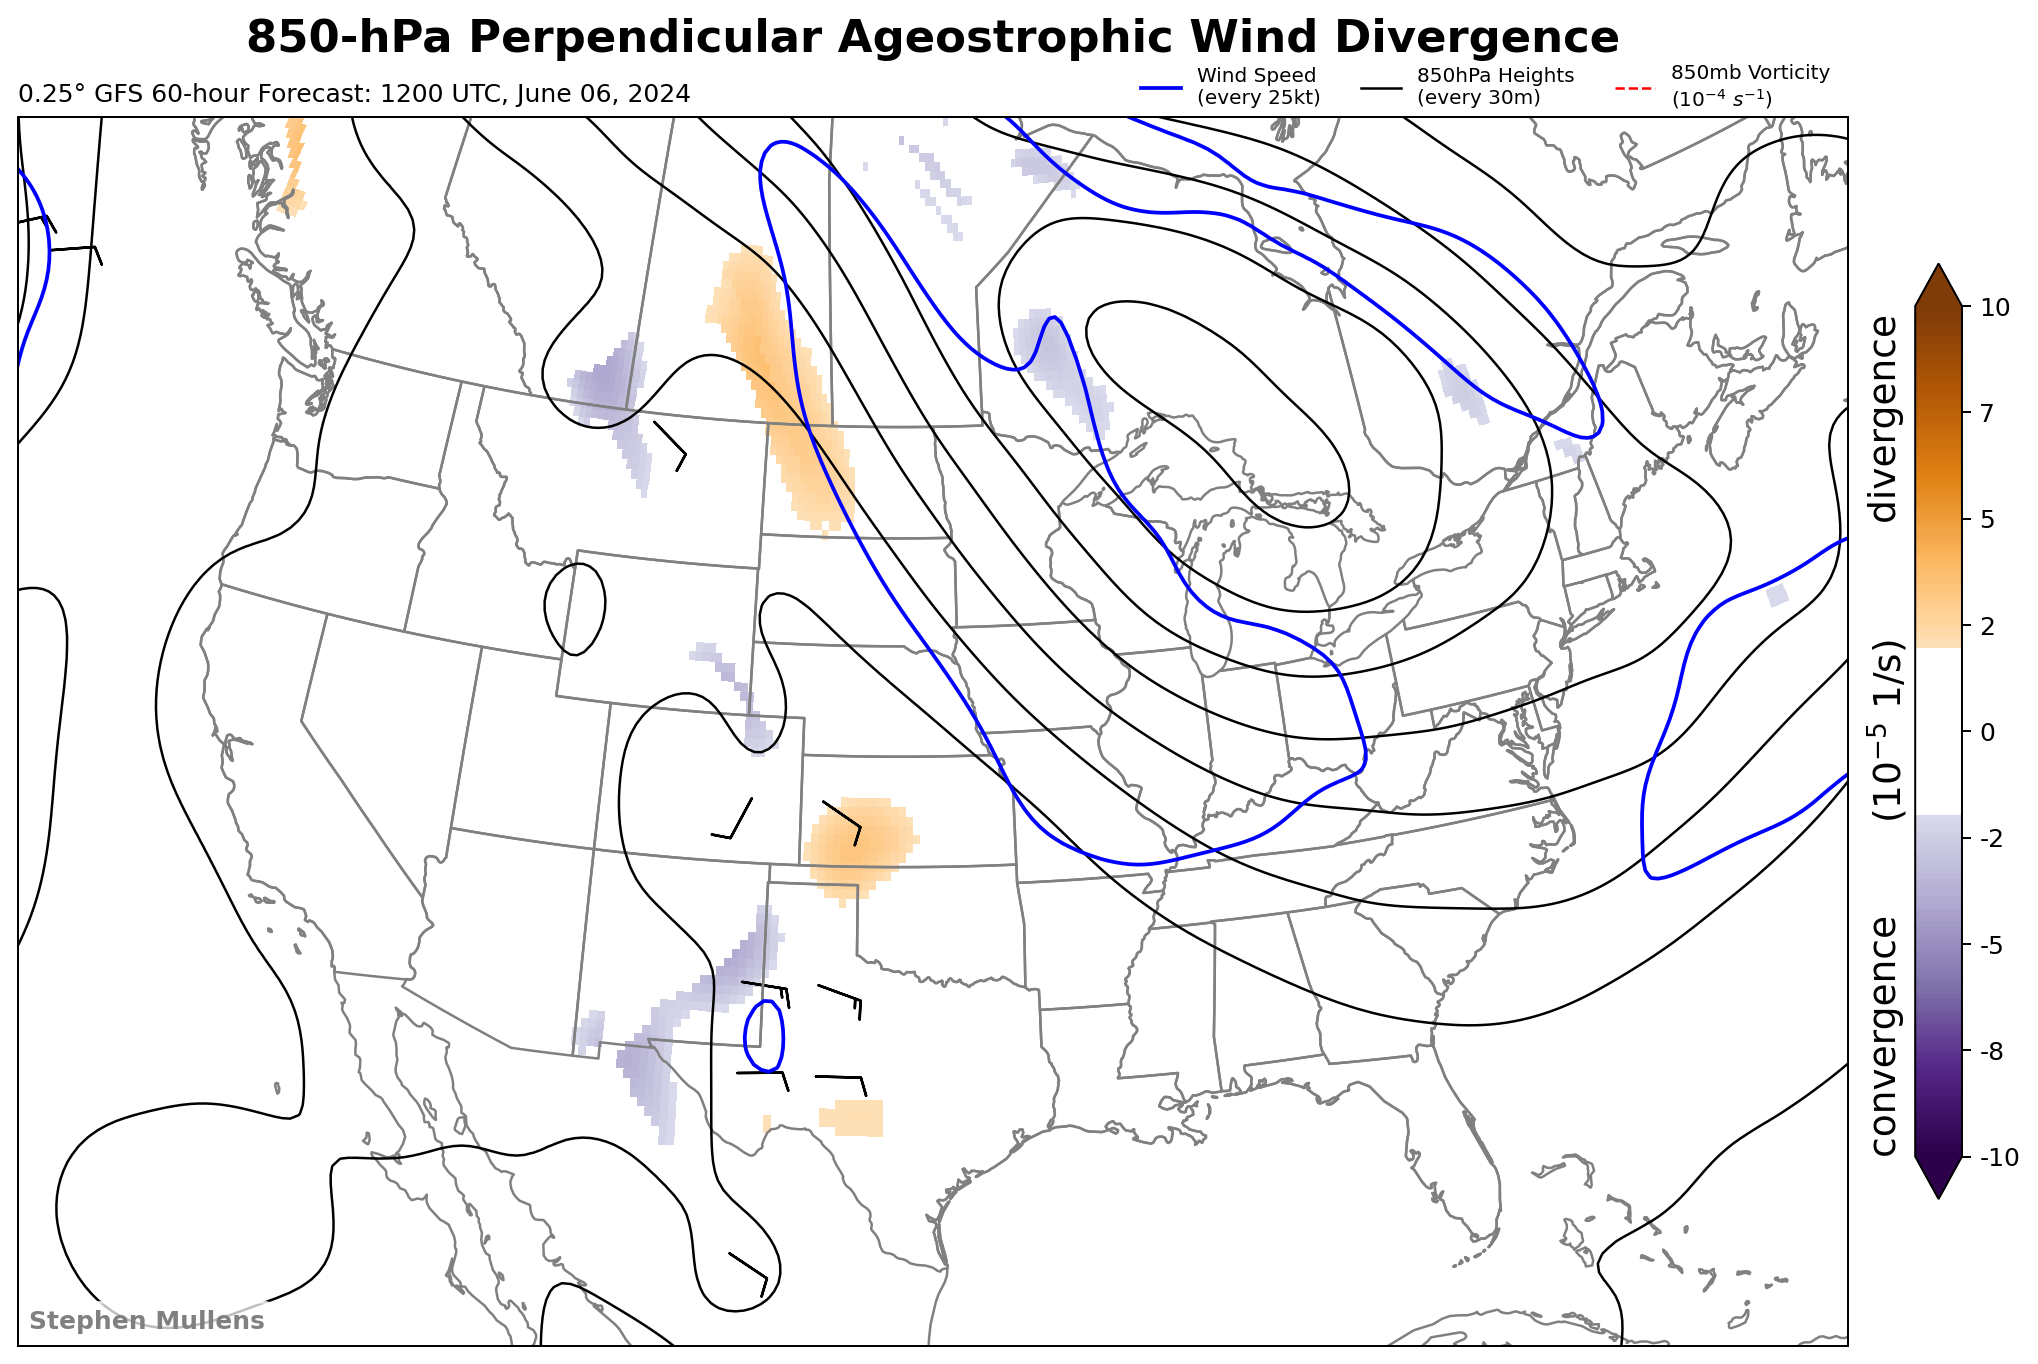 850-hPa Perpendicular Ageostrophic Wind Divergence
0.25° GFS 60-hour Forecast: 1200 UTC, June 06, 2024
Wind Speed
(every 25kt)
850hPa Heights
(every 30m)
850mb Vorticity
(10⁻⁴ s⁻¹)
10
7
5
2
0
-2
-5
-8
-10
convergence (10⁻⁵ 1/s) divergence
Stephen Mullens